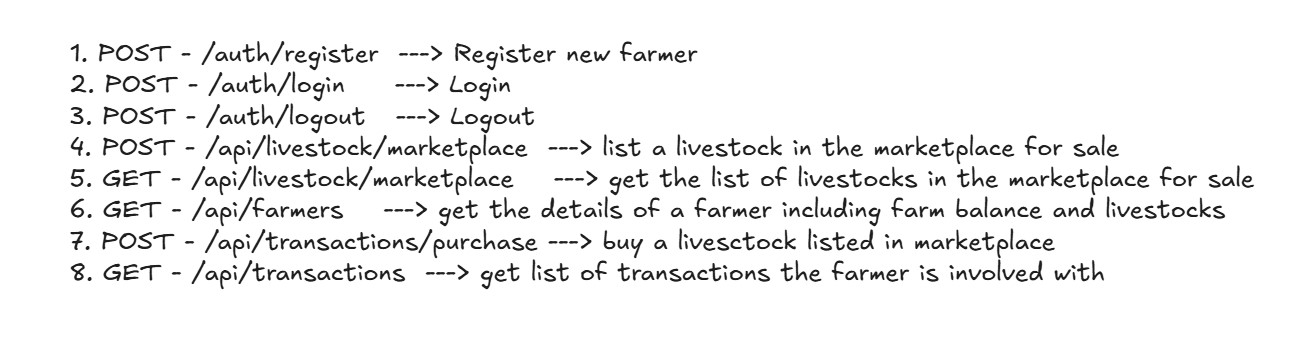 1. POST - /auth/register ---> Register new farmer
2. POST - /auth/login ---> Login
3. POST - /auth/logout ---> Logout
4. POST - /api/livestock/marketplace ---> list a livestock in the marketplace for sale
5. GET - /api/livestock/marketplace ---> get the list of livestocks in the marketplace for sale
6. GET - /api/farmers ---> get the details of a farmer including farm balance and livestocks
7. POST - /api/transactions/purchase ---> buy a livesctock listed in marketplace
8. GET - /api/transactions ---> get list of transactions the farmer is involved with